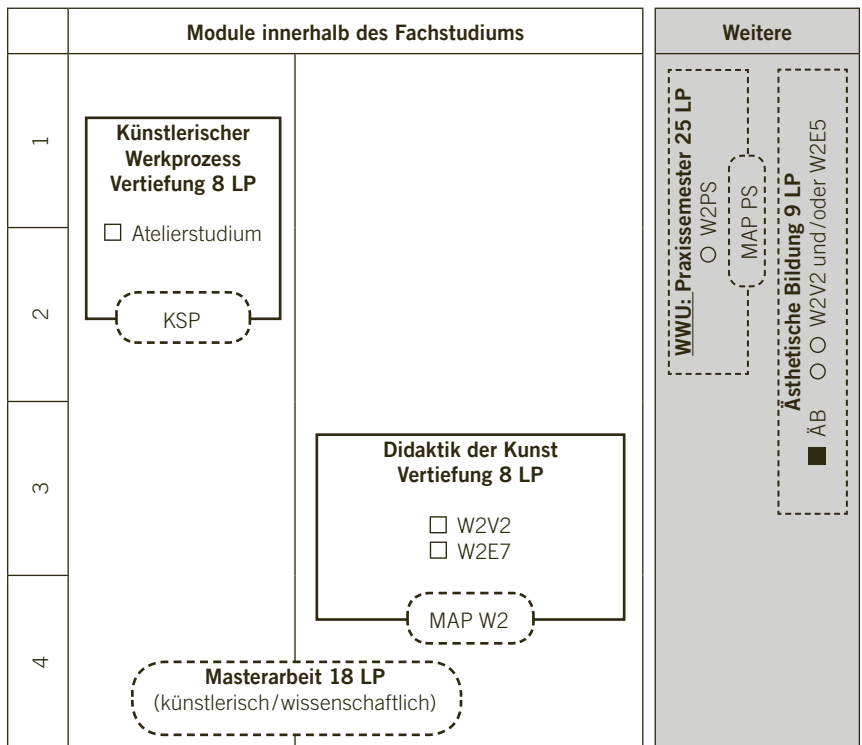 Module innerhalb des Fachstudiums
Weitere
1
2
3
4
Künstlerischer
Werkprozess
Vertiefung 8 LP
☐ Atelierstudium
KSP
Didaktik der Kunst
Vertiefung 8 LP
☐ W2V2
☐ W2E7
MAP W2
Masterarbeit 18 LP
(künstlerisch/wissenschaftlich)
WWU: Praxissemester 25 LP
○ W2PS
MAP PS
Ästhetische Bildung 9 LP
■ ÄB ○ ○ W2V2 und/oder W2E5